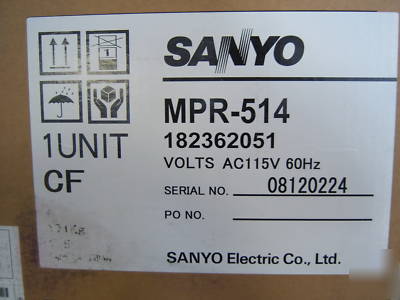 SANYO
MPR-514
182362051
VOLTS AC115V 60Hz
1UNIT
CF
SERIAL NO. 08120224
PO NO.
SANYO Electric Co., Ltd.